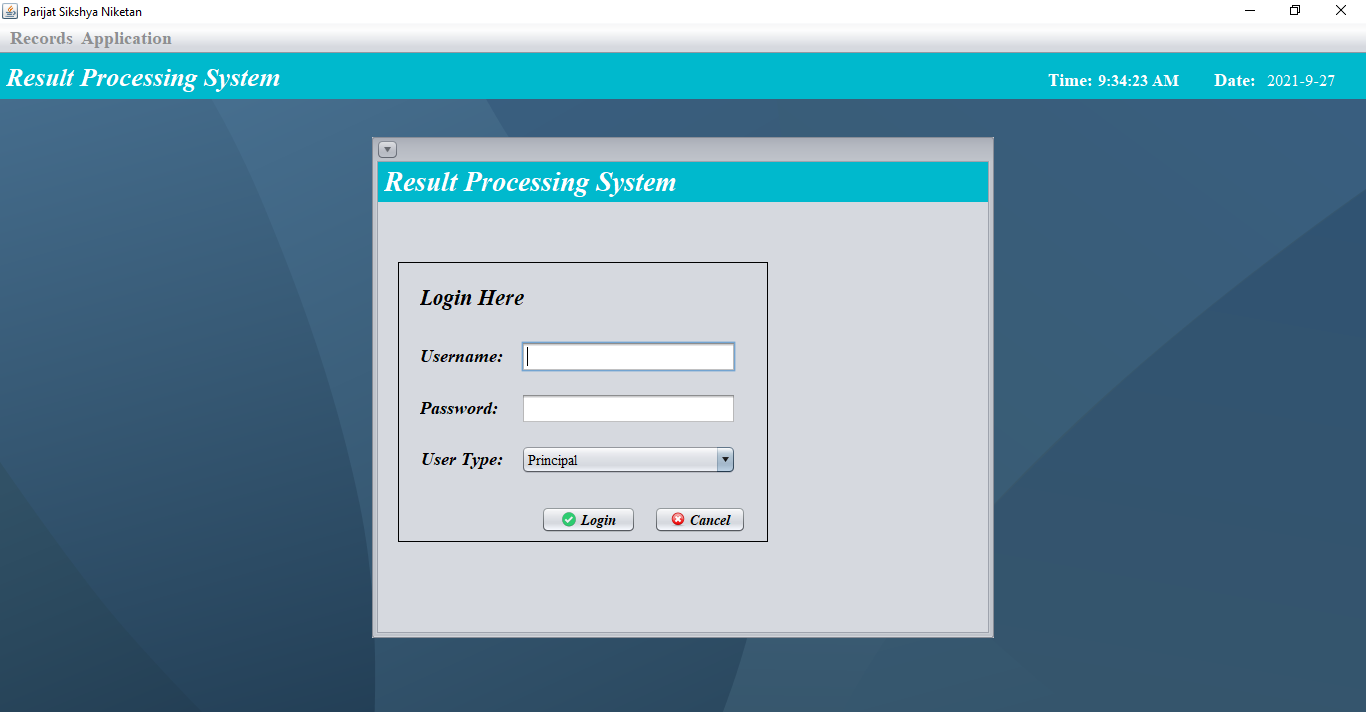 Parijat Sikshya Niketan
Records Application
Result Processing System Time: 9:34:23 AM Date: 2021-9-27
Result Processing System
Login Here
Username:
Password:
User Type: Principal
Login Cancel